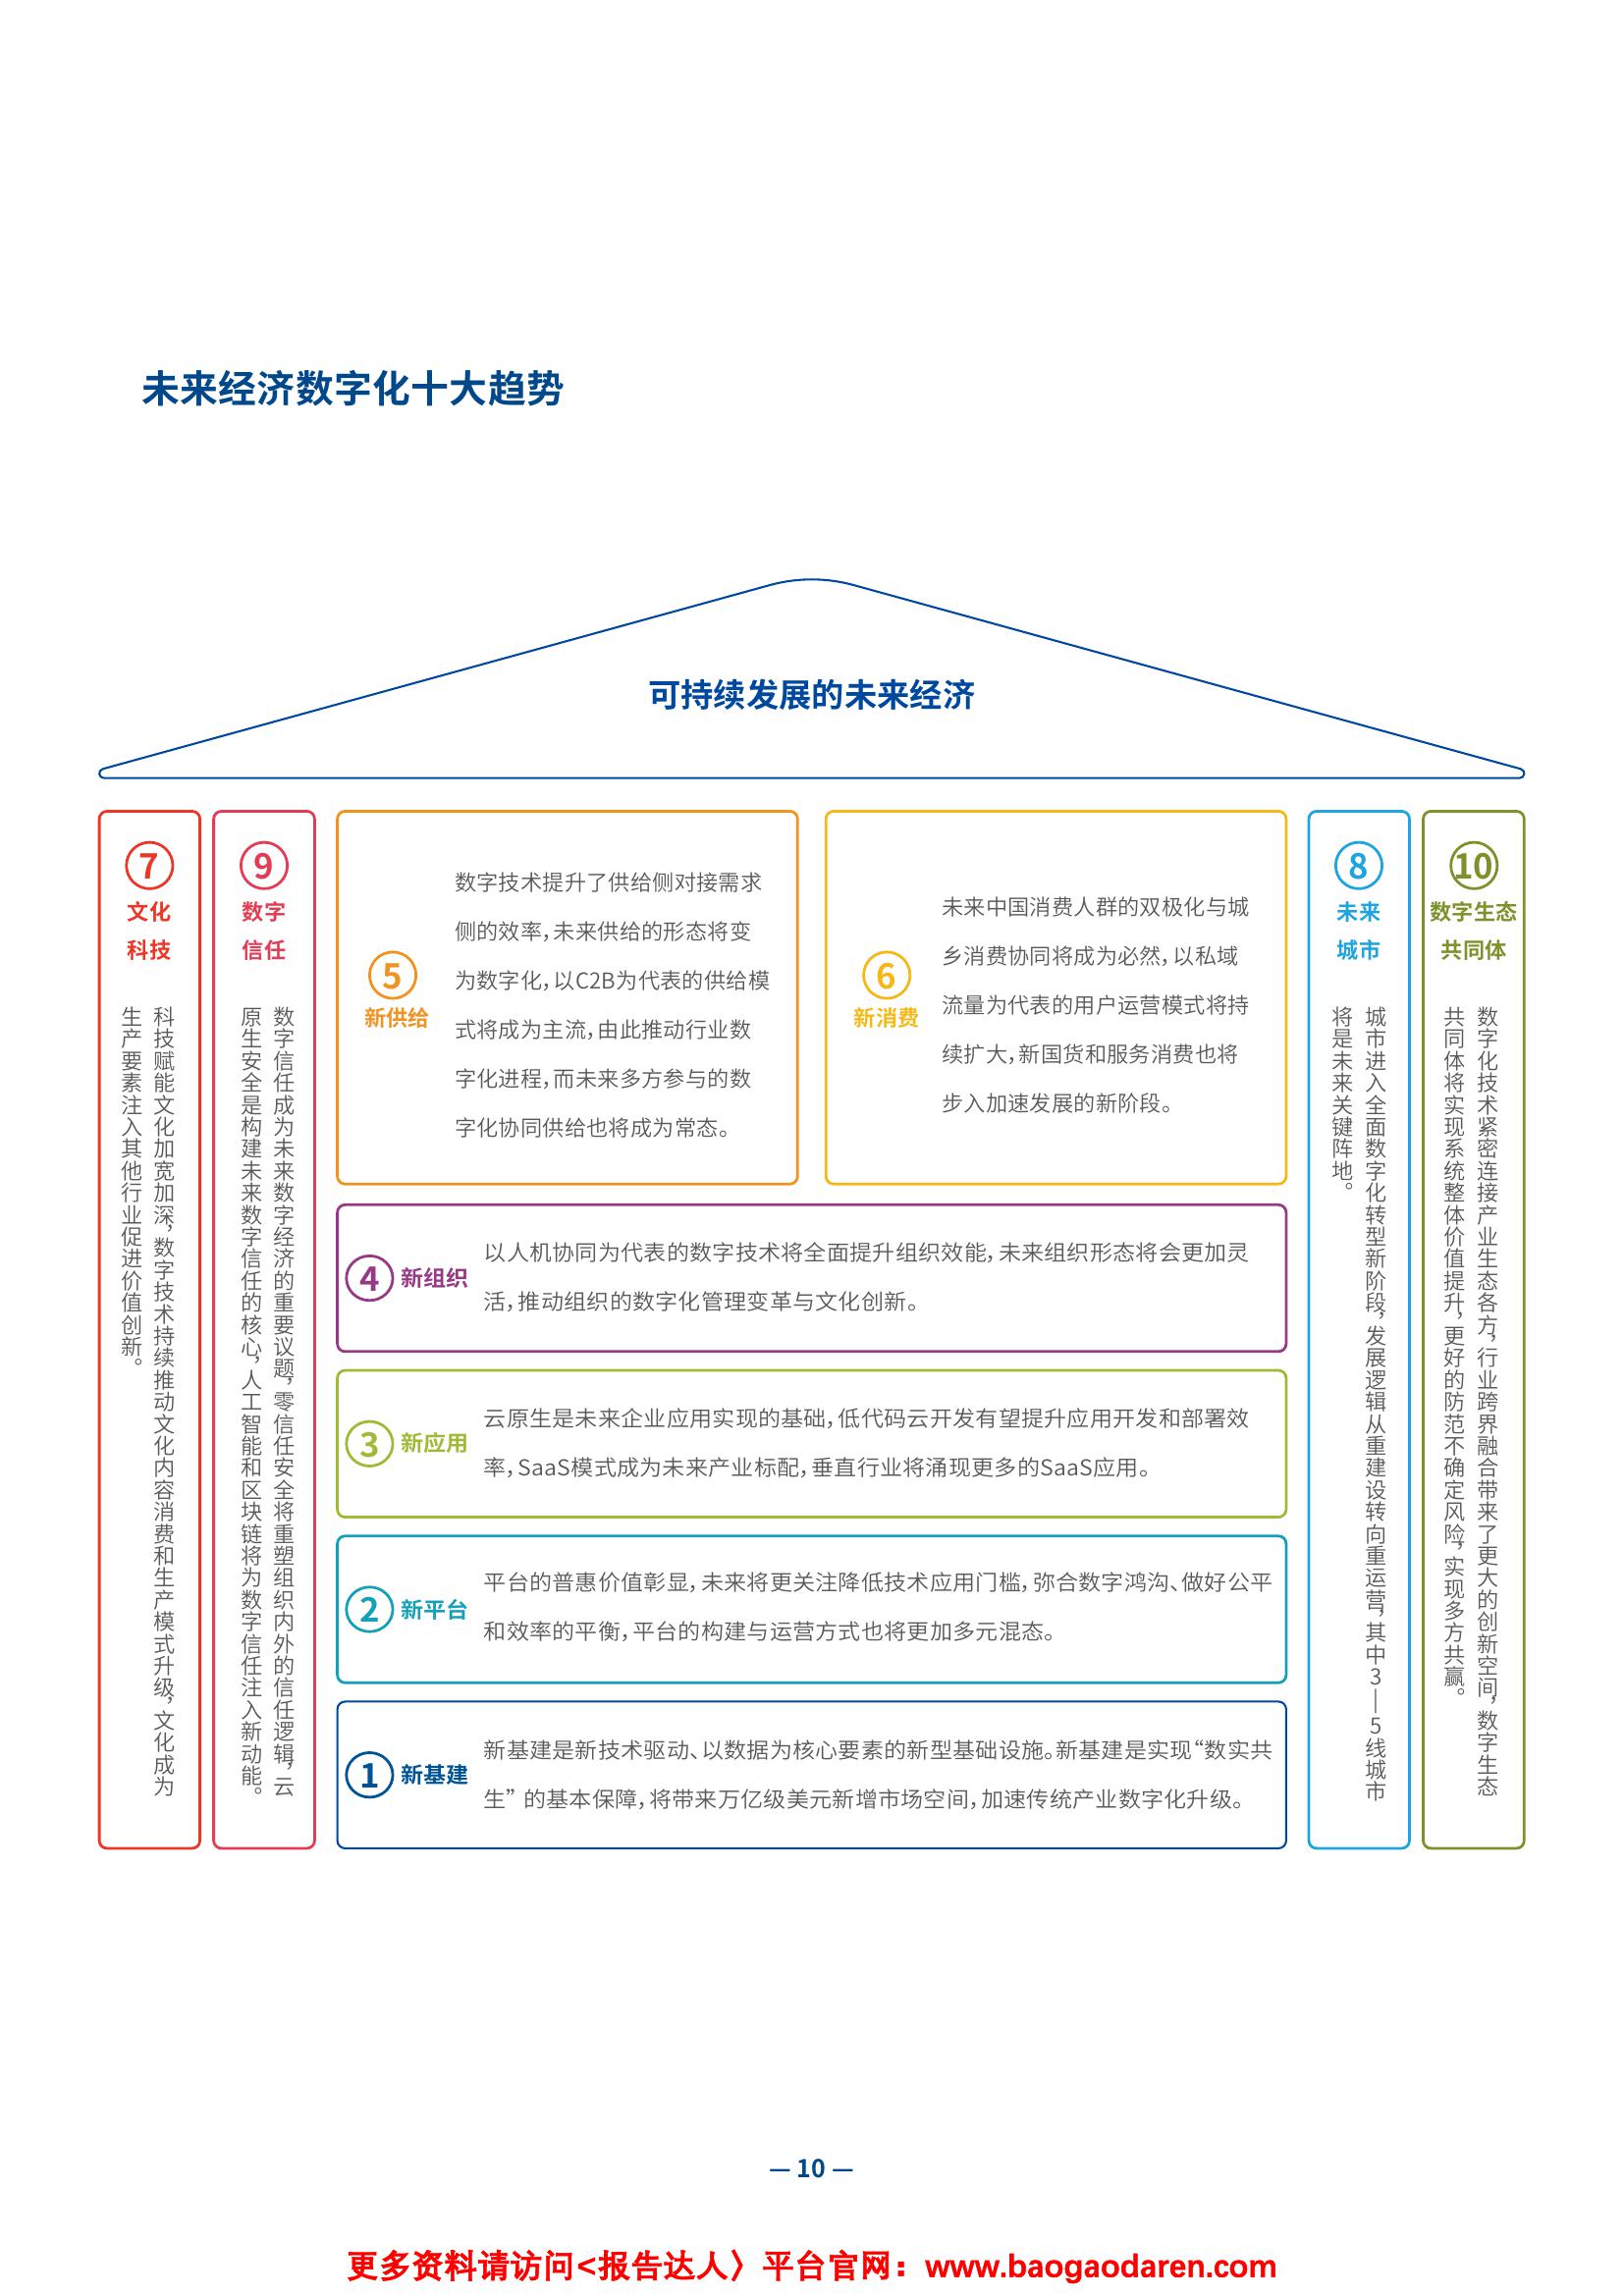 未来经济数字化十大趋势
可持续发展的未来经济
7
文化
科技
科技赋能文化加宽加深，数字技术持续推动文化内容消费和生产模式升级，文化成为
生产要素注入其他行业促进价值创新。
9
数字
信任
数字信任成为未来数字经济的重要议题，零信任安全将重塑组织内外的信任逻辑，云
原生安全是构建未来数字信任的核心，人工智能和区块链将为数字信任注入新动能。
5
新供给
数字技术提升了供给侧对接需求
侧的效率，未来供给的形态将变
为数字化，以C2B为代表的供给模
式将成为主流，由此推动行业数
字化进程，而未来多方参与的数
字化协同供给也将成为常态。
6
新消费
未来中国消费人群的双极化与城
乡消费协同将成为必然，以私域
流量为代表的用户运营模式将持
续扩大，新国货和服务消费也将
步入加速发展的新阶段。
4 新组织
以人机协同为代表的数字技术将全面提升组织效能，未来组织形态将会更加灵
活，推动组织的数字化管理变革与文化创新。
3 新应用
云原生是未来企业应用实现的基础，低代码云开发有望提升应用开发和部署效
率，SaaS模式成为未来产业标配，垂直行业将涌现更多的SaaS应用。
2 新平台
平台的普惠价值彰显，未来将更关注降低技术应用门槛，弥合数字鸿沟、做好公平
和效率的平衡，平台的构建与运营方式也将更加多元混态。
1 新基建
新基建是新技术驱动、以数据为核心要素的新型基础设施。新基建是实现“数实共
生” 的基本保障，将带来万亿级美元新增市场空间，加速传统产业数字化升级。
8
未来
城市
城市进入全面数字化转型新阶段，发展逻辑从重建设转向重运营，其中3—5线城市
将是未来关键阵地。
10
数字生态
共同体
数字化技术紧密连接产业生态各方，行业跨界融合带来了更大的创新空间，数字生态
共同体将实现系统整体价值提升，更好的防范不确定风险，实现多方共赢。
— 10 —
更多资料请访问<报告达人〉平台官网：www.baogaodaren.com